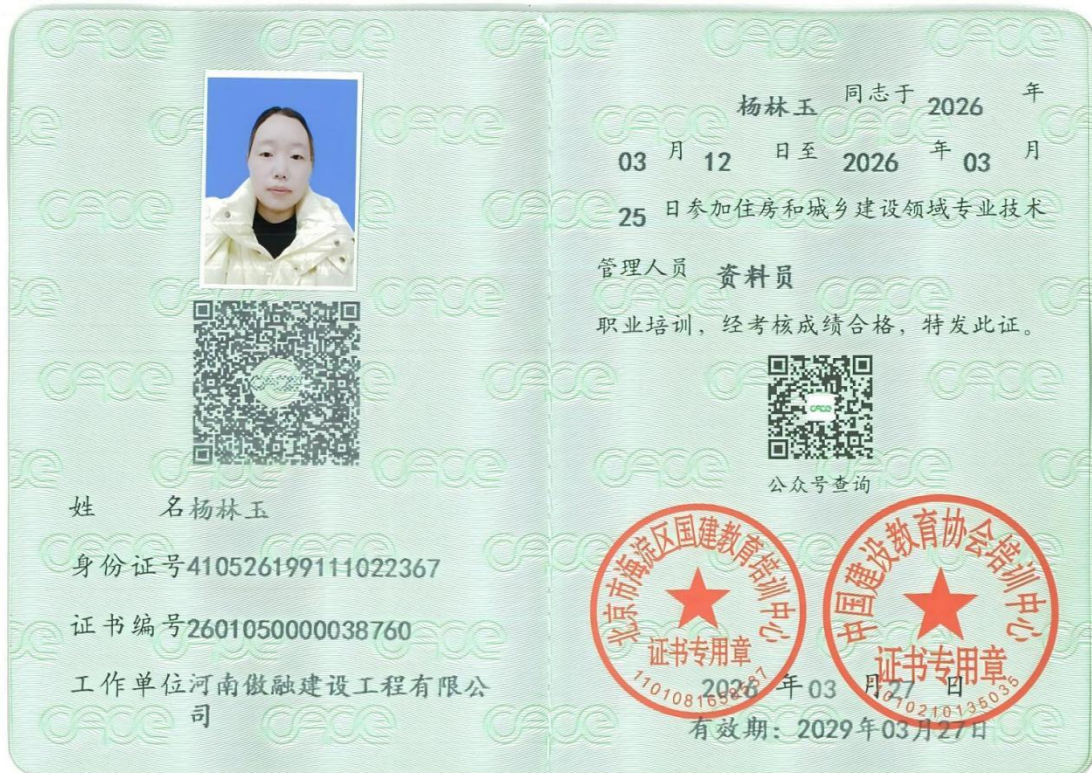 姓 名杨林玉
身份证号410526199111022367
证书编号2601050000038760
工作单位河南傲融建设工程有限公
司
杨林玉 同志于 2026 年
03 月 12 日至 2026 年 03 月
25 日参加住房和城乡建设领域专业技术
管理人员 资料员
职业培训，经考核成绩合格，特发此证。
公众号查询
北京市海淀区国建教育培训中心
证书专用章
中国建设教育协会培训中心
证书专用章
11010210135035
2026 年 03 月 27 日
有效期：2029年03月27日